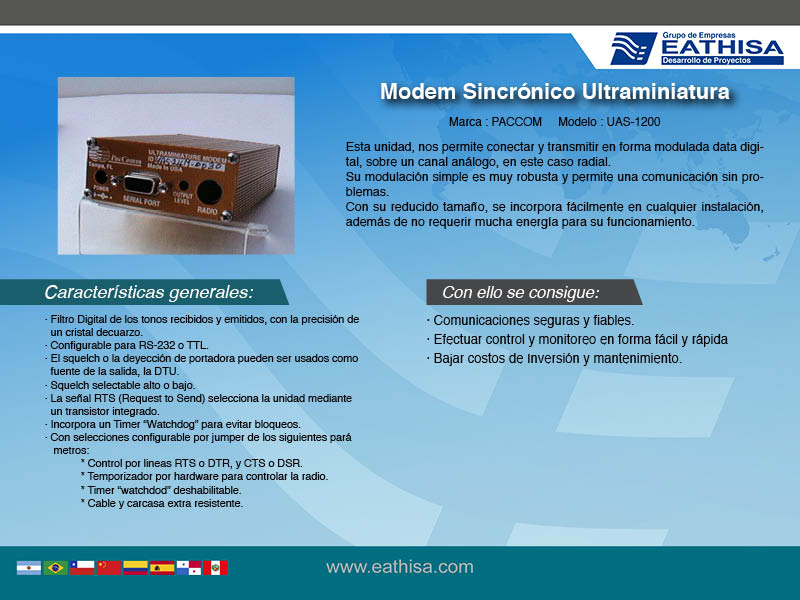 Grupo de Empresas
EATHISA
Desarrollo de Proyectos
Modem Sincrónico Ultraminiatura
Marca : PACCOM Modelo : UAS-1200
Esta unidad, nos permite conectar y transmitir en forma modulada data digi-
tal, sobre un canal análogo, en este caso radial.
Su modulación simple es muy robusta y permite una comunicación sin pro-
blemas.
Con su reducido tamaño, se incorpora fácilmente en cualquier instalación,
además de no requerir mucha energía para su funcionamiento.
PacComm
Tampa, FL
ULTRAMINIATURE MODEM
ID
Made in USA
POWER
SERIAL PORT
OUTPUT
LEVEL
RADIO
Características generales:
· Filtro Digital de los tonos recibidos y emitidos, con la precisión de
un cristal decuarzo.
· Configurable para RS-232 o TTL.
· El squelch o la deyección de portadora pueden ser usados como
fuente de la salida, la DTU.
· Squelch selectable alto o bajo.
· La señal RTS (Request to Send) selecciona la unidad mediante
un transistor integrado.
· Incorpora un Timer “Watchdog” para evitar bloqueos.
· Con selecciones configurable por jumper de los siguientes pará
metros:
* Control por lineas RTS o DTR, y CTS o DSR.
* Temporizador por hardware para controlar la radio.
* Timer “watchdod” deshabilitable.
* Cable y carcasa extra resistente.
Con ello se consigue:
· Comunicaciones seguras y fiables.
· Efectuar control y monitoreo en forma fácil y rápida
· Bajar costos de Inversión y mantenimiento.
www.eathisa.com